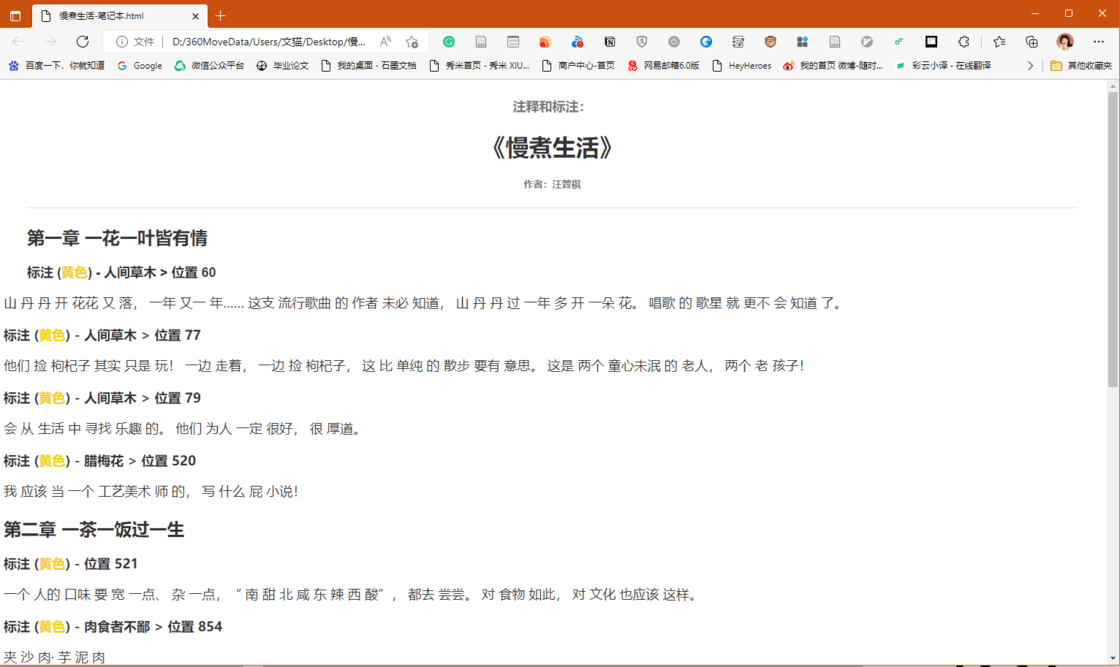 慢煮生活-笔记本.html
文件 D:/360MoveData/Users/文猫/Desktop/慢...
百度一下，你就知道 Google 微信公众平台 毕业论文 我的桌面 - 石墨文档 秀米首页 - 秀米 XIU... 商户中心-首页 网易邮箱6.0版 HeyHeroes 我的首页 微博-随时... 彩云小译 - 在线翻译 其他收藏夹
注释和标注：
《慢煮生活》
作者：汪曾祺
第一章 一花一叶皆有情
标注 (黄色) - 人间草木 > 位置 60
山 丹 丹 开 花花 又 落， 一年 又一 年…… 这支 流行歌曲 的 作者 未必 知道， 山 丹 丹 过 一年 多 开 一朵 花。 唱歌 的 歌星 就 更不 会 知道 了。
标注 (黄色) - 人间草木 > 位置 77
他们 捡 枸杞子 其实 只是 玩！ 一边 走着， 一边 捡 枸杞子， 这 比 单纯 的 散步 要有 意思。 这是 两个 童心未泯 的 老人， 两个 老 孩子！
标注 (黄色) - 人间草木 > 位置 79
会 从 生活 中 寻找 乐趣 的。 他们 为人 一定 很好， 很 厚道。
标注 (黄色) - 腊梅花 > 位置 520
我 应该 当 一个 工艺美术 师 的， 写 什么 屁 小说！
第二章 一茶一饭过一生
标注 (黄色) - 位置 521
一个 人的 口味 要 宽 一点、 杂 一点， “ 南 甜 北 咸 东 辣 西 酸” ， 都去 尝尝。 对 食物 如此， 对 文化 也应该 这样。
标注 (黄色) - 肉食者不鄙 > 位置 854
夹 沙 肉· 芋 泥 肉